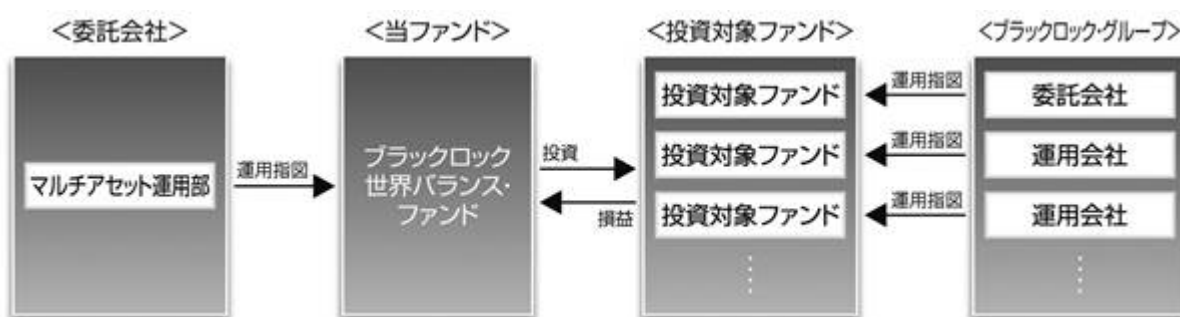 <委託会社>
<当ファンド>
<投資対象ファンド>
<ブラックロック・グループ>
マルチアセット運用部
運用指図
ブラックロック
世界バランス・
ファンド
投資
損益
投資対象ファンド
運用指図
委託会社
投資対象ファンド
運用指図
運用会社
投資対象ファンド
運用指図
運用会社